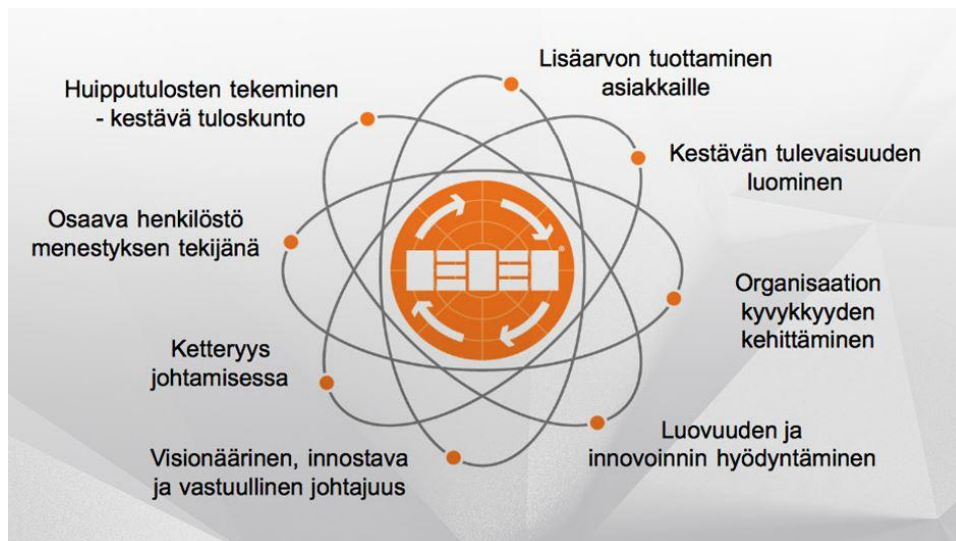 Lisäarvon tuottaminen
asiakkaille
Kestävän tulevaisuuden
luominen
Organisaation
kyvykkyyden
kehittäminen
Luovuuden ja
innovoinnin hyödyntäminen
Visionäärinen, innostava
ja vastuullinen johtajuus
Ketteryys
johtamisessa
Osaava henkilöstö
menestyksen tekijänä
Huipputulosten tekeminen
- kestävä tuloskunto